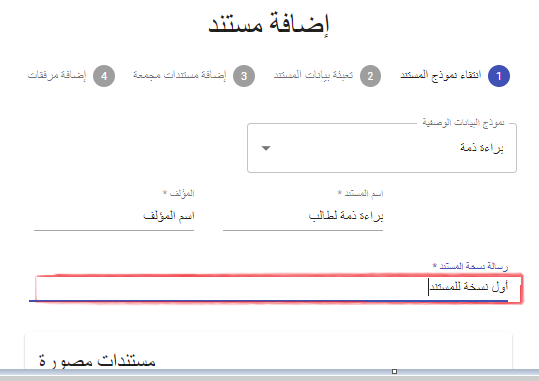 إضافة مستند
1 انتقاء نموذج المستند 2 تعبئة بيانات المستند 3 إضافة مستندات مجمعة 4 إضافة مرفقات
نموذج البيانات الوصفية
براءة ذمة
اسم المستند * المؤلف *
براءة ذمة لطالب اسم المؤلف
رسالة نسخة المستند *
أول نسخة للمستند
مستندات مصورة